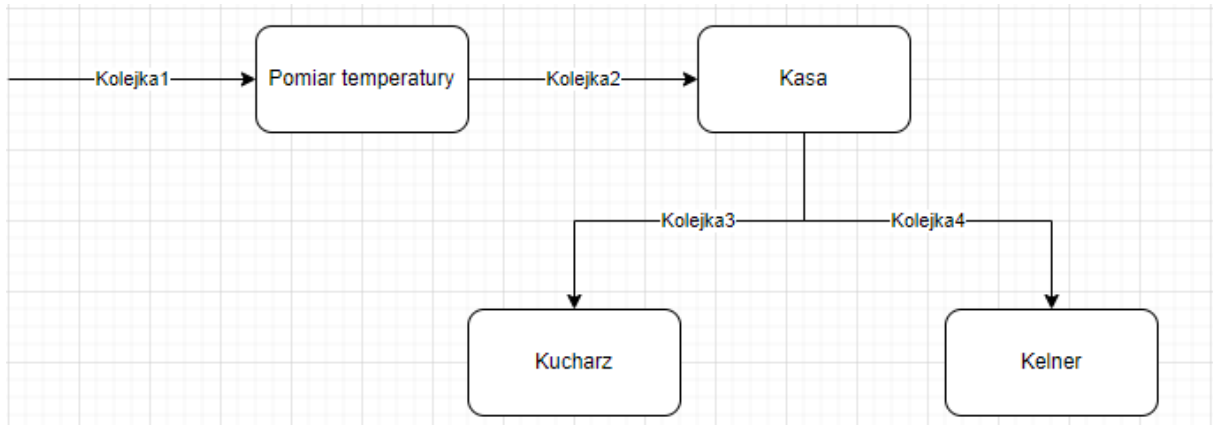 Kolejka1
Pomiar temperatury
Kolejka2
Kasa
Kolejka3
Kolejka4
Kucharz
Kelner